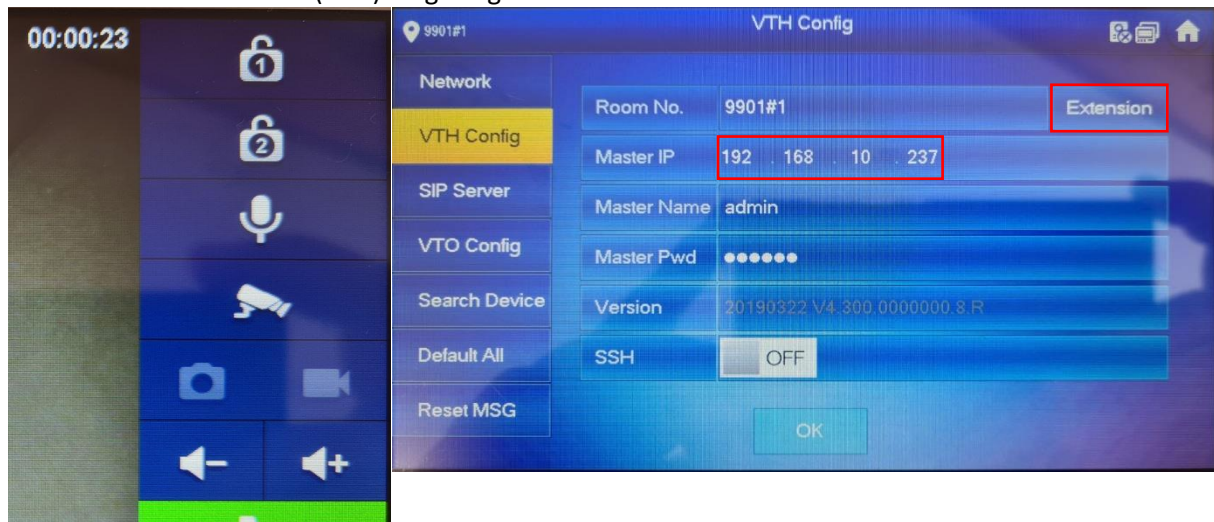 00:00:23
1
2
9901#1
VTH Config
Network
VTH Config
SIP Server
VTO Config
Search Device
Default All
Reset MSG
Room No. 9901#1 Extension
Master IP 192 . 168 . 10 . 237
Master Name admin
Master Pwd ●●●●●●
Version 20190322 V4.300.0000000.8.R
SSH OFF
OK